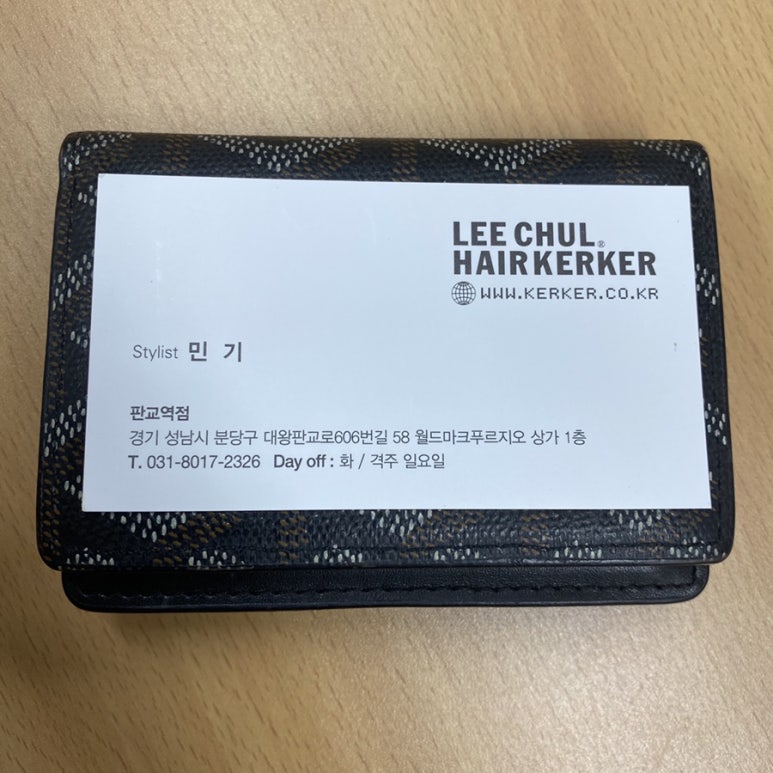 LEE CHUL®
HAIRKERKER
WWW.KERKER.CO.KR
Stylist 민 기
판교역점
경기 성남시 분당구 대왕판교로606번길 58 월드마크푸르지오 상가 1층
T. 031-8017-2326 Day off : 화 / 격주 일요일